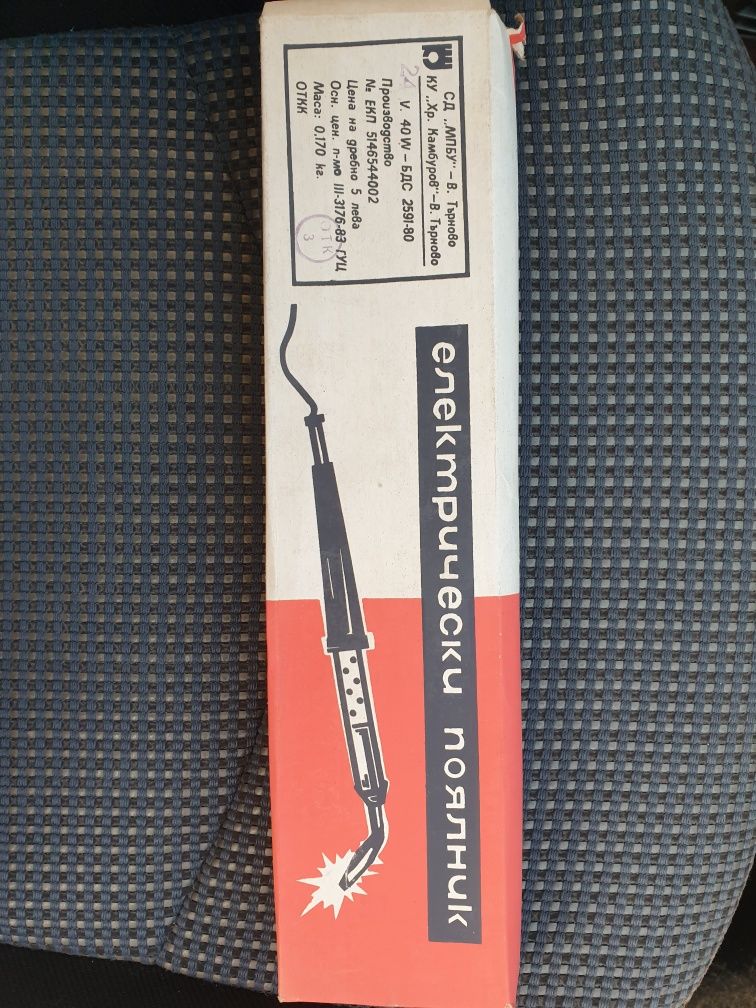 СД „МПБУ“ – В. Търново
КУ „Хр. Камбуров“ – В. Търново
24 V. 40 W – БДС 2591-80
Производство
№ ЕКП 5146544002
Цена на дребно 5 лева
Осн. цен. п-мо III-3176-83-ГУЦ
Маса: 0,170 кг.
ОТКК
ОТК
3
електрически поялник